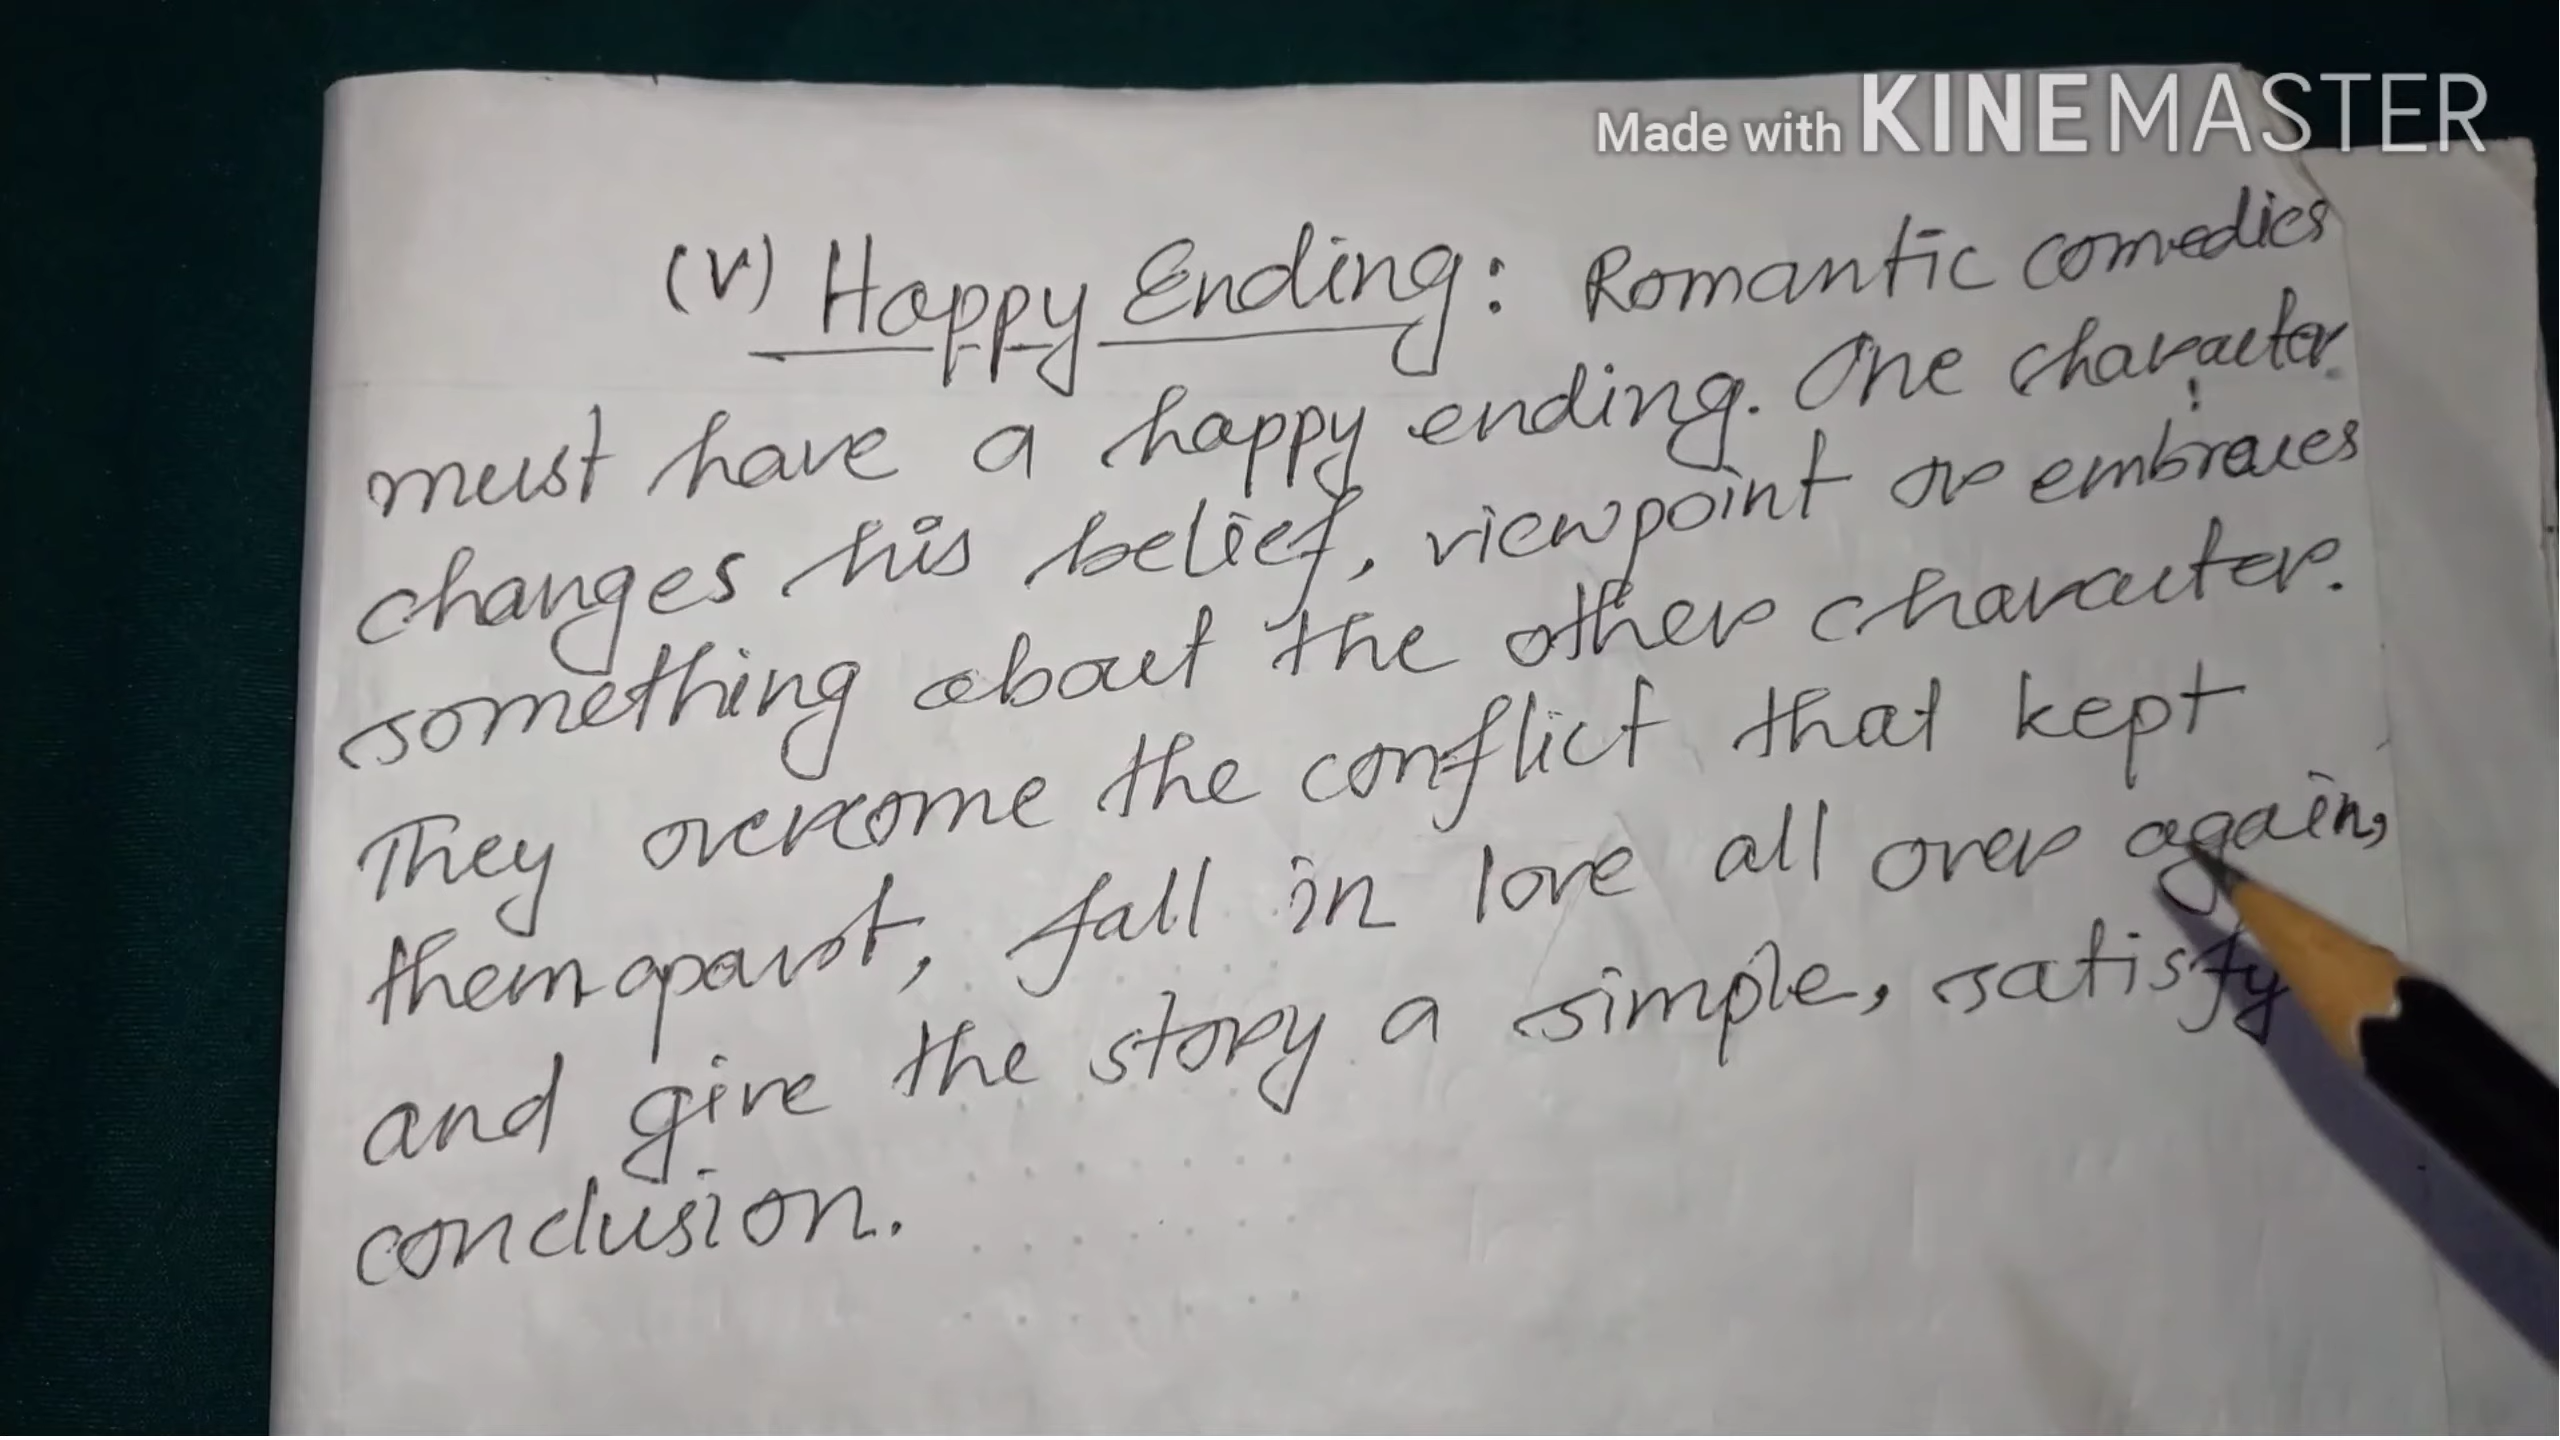 Made with KINEMASTER
(V) Happy Ending: Romantic comedies
must have a happy ending. One character
changes his belief, viewpoint or embraces
something about the other character.
They overcome the conflict that kept
them apart, fall in love all over again,
and give the story a simple, satisfy
conclusion.